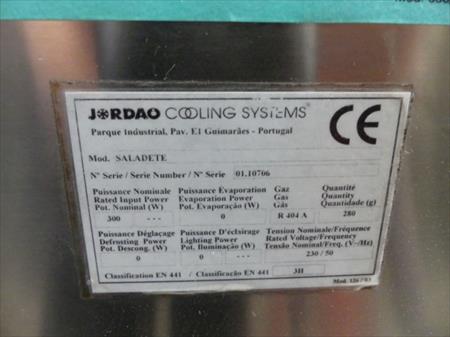 JORDAO COOLING SYSTEMS®
CE
Parque Industrial, Pav. E1 Guimarães - Portugal
Mod. SALADETE
Nº Serie / Serie Number / Nº Serie 01.10706
Puissance Nominale Puissance Evaporation Gaz Quantité
Rated Input Power Evaporation Power Gas Quantity
Pot. Nominal (W) Pot. Evaporação (W) Gás Quantidade (g)
300 --- 0 R 404 A 280
Puissance Déglaçage Puissance D'éclsirage Tension Nominale/Fréquence
Defrosting Power Lighting Power Rated Voltage/Frequency
Pot. Descong. (W) Pot. Iluminação (W) Tensão Nominal/Freq. (V~/Hz)
0 0 --- 230 / 50
Classification EN 441 / Classificação EN 441 3H